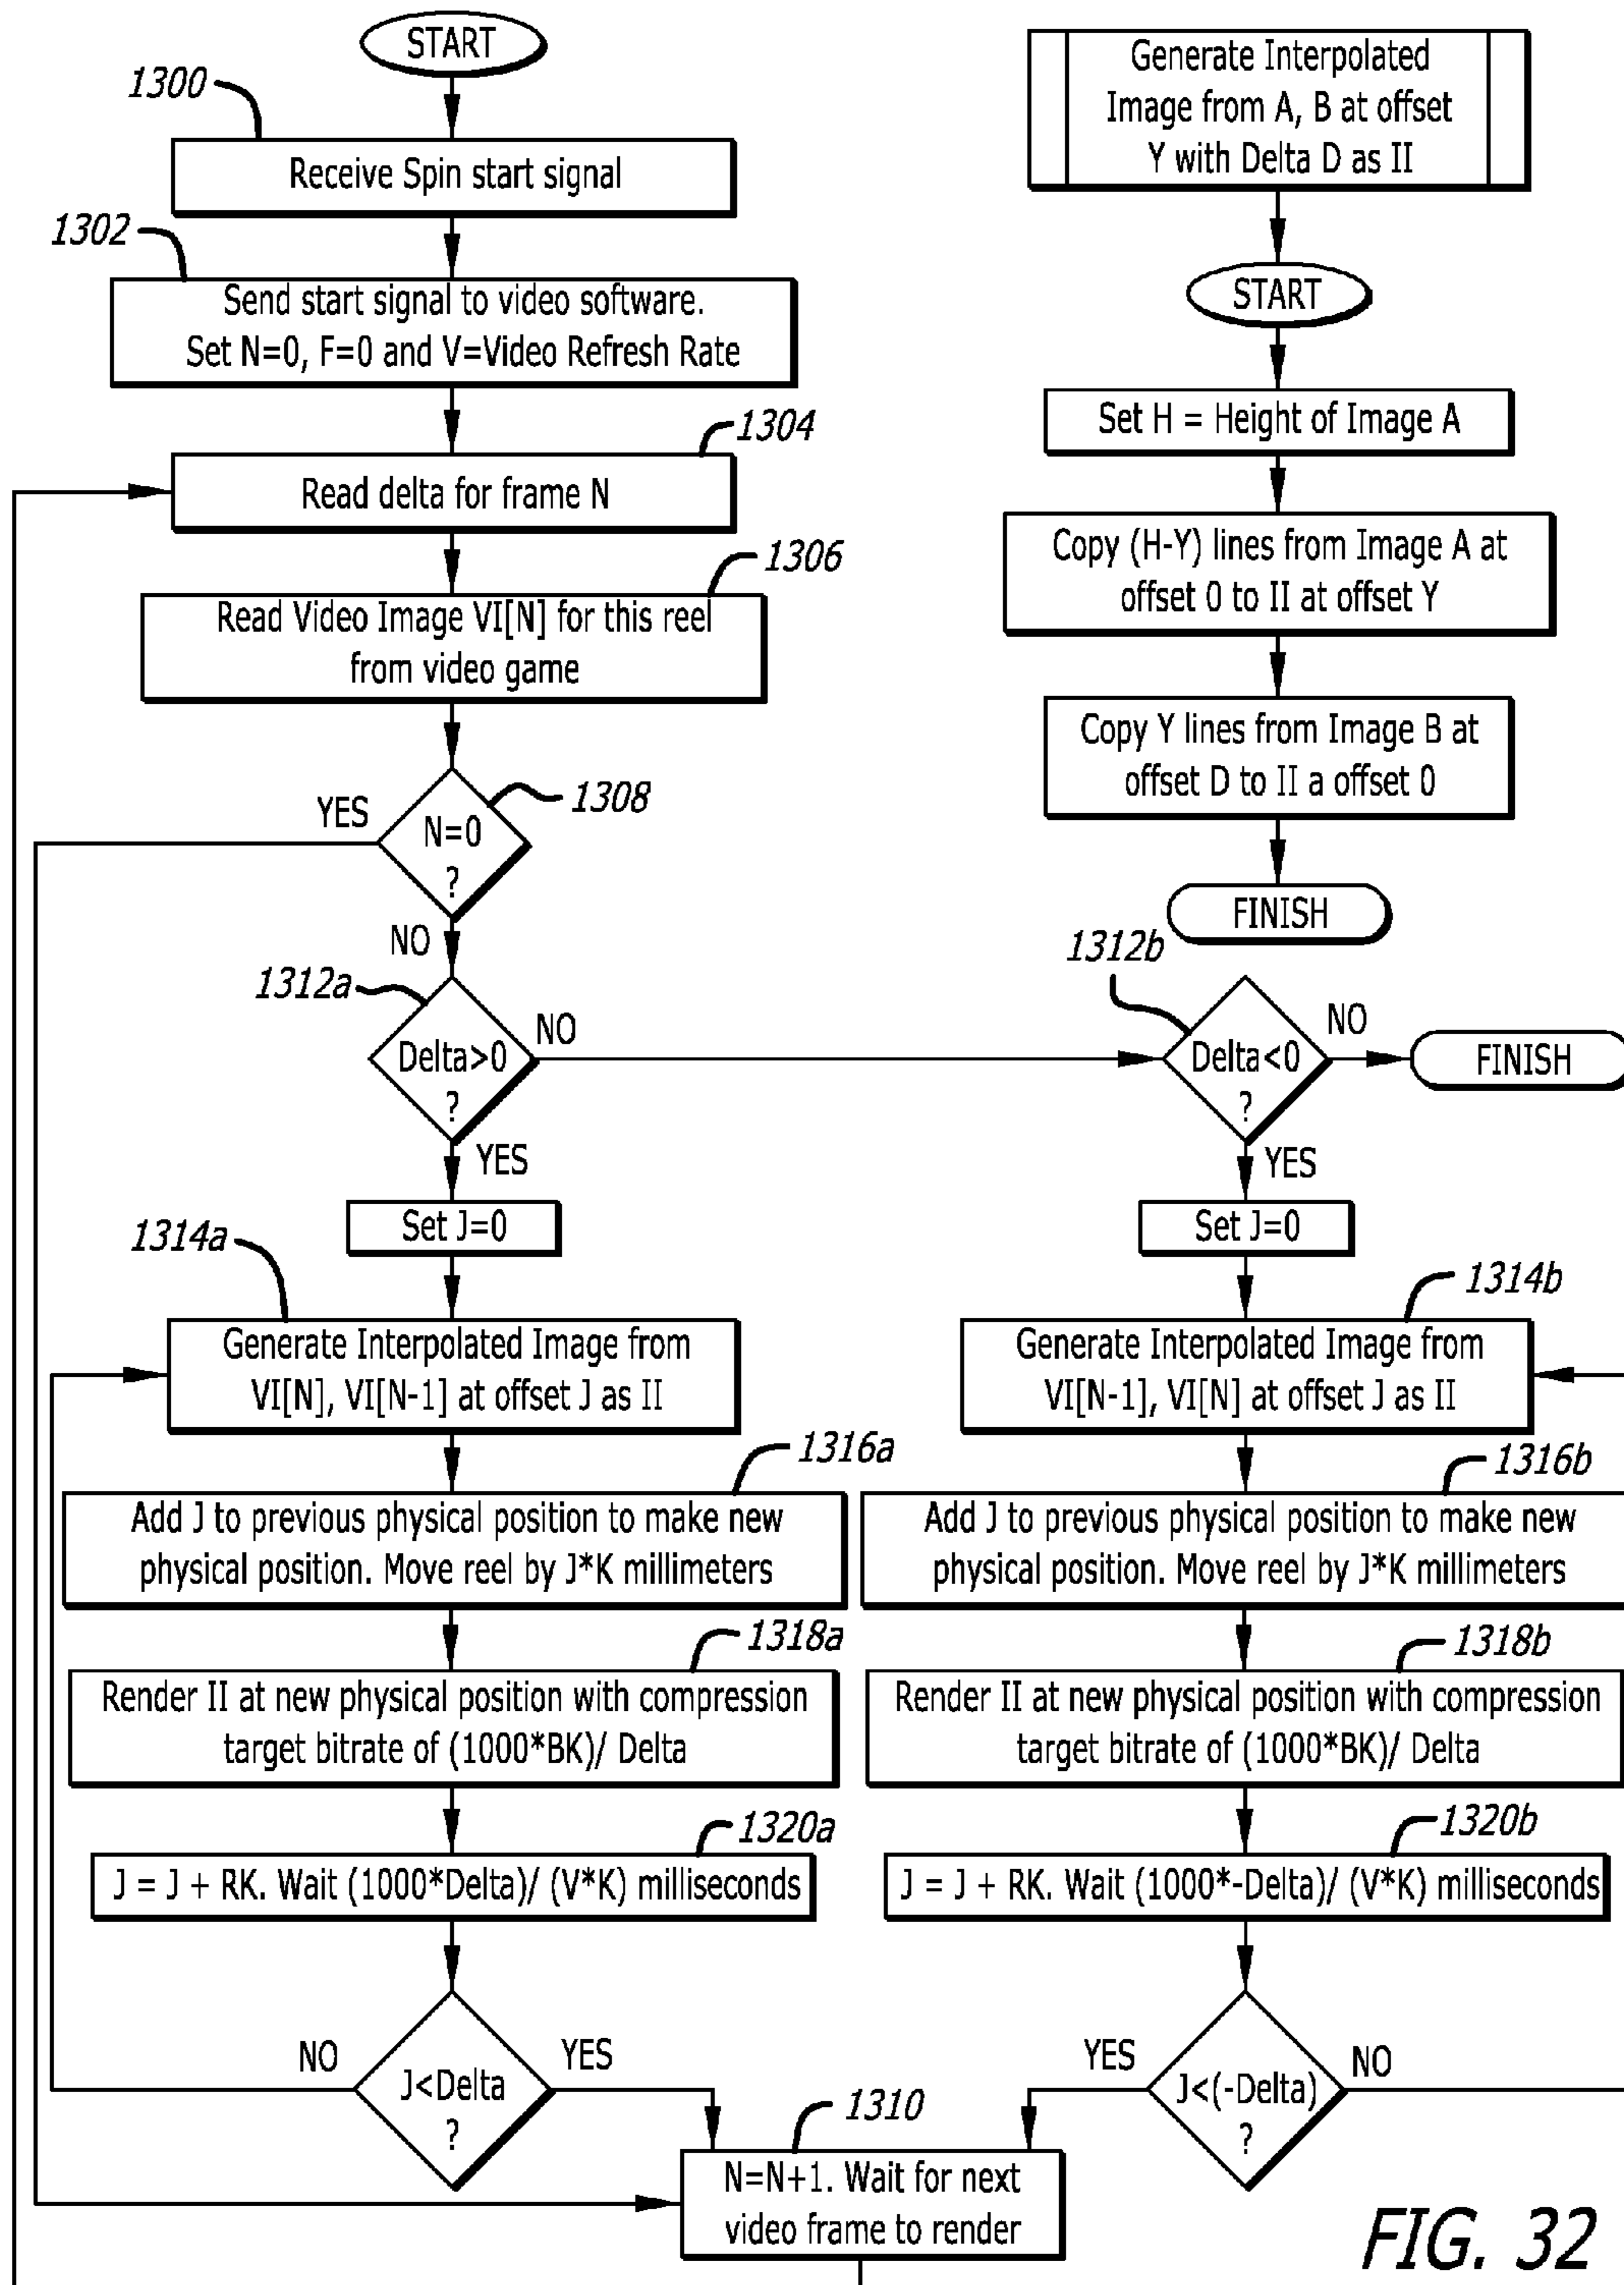 START
1300
Receive Spin start signal
1302
Send start signal to video software.
Set N=0, F=0 and V=Video Refresh Rate
1304
Read delta for frame N
1306
Read Video Image VI[N] for this reel
from video game
1308
YES
N=0
?
NO
1312a
Delta>0
?
NO
YES
Set J=0
1314a
Generate Interpolated Image from
VI[N], VI[N-1] at offset J as II
1316a
Add J to previous physical position to make new
physical position. Move reel by J*K millimeters
1318a
Render II at new physical position with compression
target bitrate of (1000*BK)/ Delta
1320a
J = J + RK. Wait (1000*Delta)/ (V*K) milliseconds
NO
J<Delta
?
YES
1310
N=N+1. Wait for next
video frame to render
Generate Interpolated
Image from A, B at offset
Y with Delta D as II
START
Set H = Height of Image A
Copy (H-Y) lines from Image A at
offset 0 to II at offset Y
Copy Y lines from Image B at
offset D to II a offset 0
FINISH
1312b
Delta<0
?
NO
FINISH
YES
Set J=0
1314b
Generate Interpolated Image from
VI[N-1], VI[N] at offset J as II
1316b
Add J to previous physical position to make new
physical position. Move reel by J*K millimeters
1318b
Render II at new physical position with compression
target bitrate of (1000*BK)/ Delta
1320b
J = J + RK. Wait (1000*-Delta)/ (V*K) milliseconds
YES
J<(-Delta)
?
NO
FIG. 32